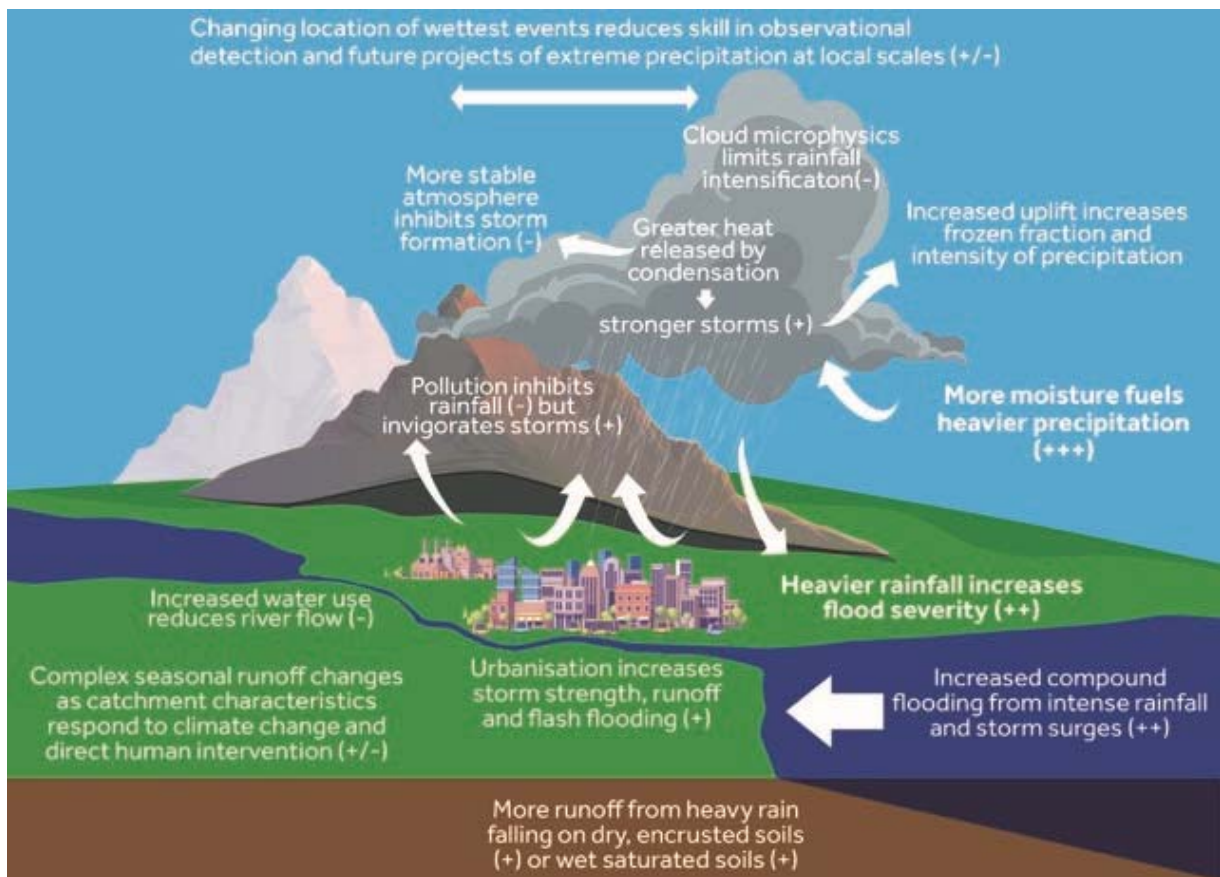 Changing location of wettest events reduces skill in observational
detection and future projects of extreme precipitation at local scales (+/-)
Cloud microphysics
limits rainfall
intensificaton(-)
More stable
atmosphere
inhibits storm
formation (-)
Greater heat
released by
condensation
Increased uplift increases
frozen fraction and
intensity of precipitation
stronger storms (+)
Pollution inhibits
rainfall (-) but
invigorates storms (+)
More moisture fuels
heavier precipitation
(+++)
Heavier rainfall increases
flood severity (++)
Increased water use
reduces river flow (-)
Complex seasonal runoff changes
as catchment characteristics
respond to climate change and
direct human intervention (+/-)
Urbanisation increases
storm strength, runoff
and flash flooding (+)
Increased compound
flooding from intense rainfall
and storm surges (++)
More runoff from heavy rain
falling on dry, encrusted soils
(+) or wet saturated soils (+)